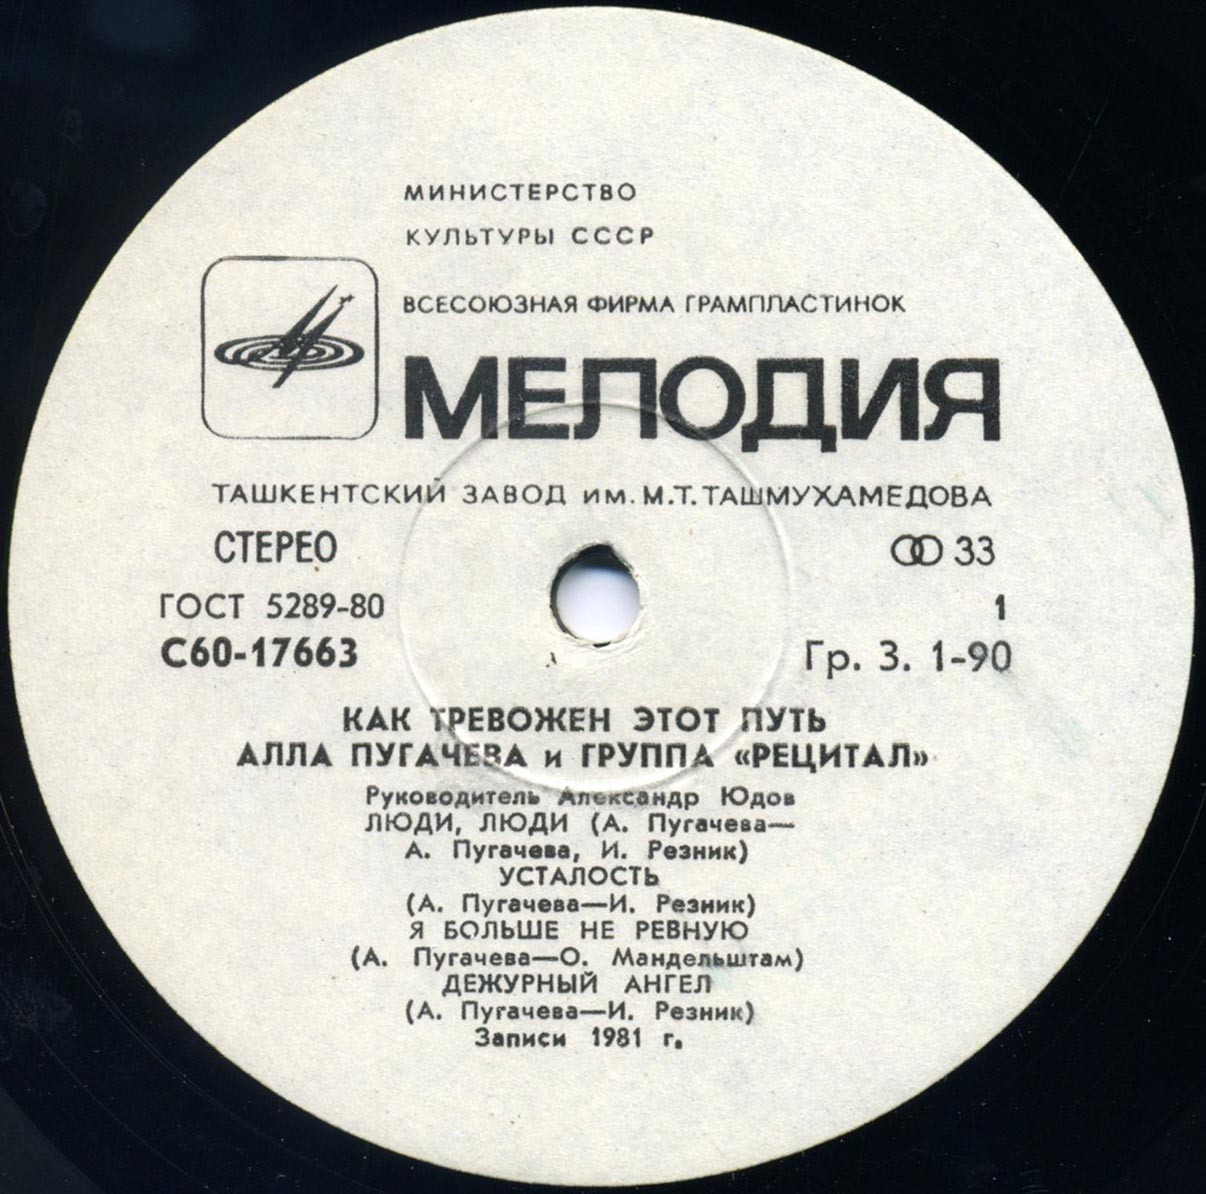 МИНИСТЕРСТВО
КУЛЬТУРЫ СССР
ВСЕСОЮЗНАЯ ФИРМА ГРАМПЛАСТИНОК
МЕЛОДИЯ
ТАШКЕНТСКИЙ ЗАВОД им. М.Т. ТАШМУХАМЕДОВА
СТЕРЕО 33
ГОСТ 5289-80 1
С60-17663 Гр. 3. 1-90
КАК ТРЕВОЖЕН ЭТОТ ПУТЬ
АЛЛА ПУГАЧЕВА и ГРУППА «РЕЦИТАЛ»
Руководитель Александр Юдов
ЛЮДИ, ЛЮДИ (А. Пугачева—
А. Пугачева, И. Резник)
УСТАЛОСТЬ
(А. Пугачева—И. Резник)
Я БОЛЬШЕ НЕ РЕВНУЮ
(А. Пугачева—О. Мандельштам)
ДЕЖУРНЫЙ АНГЕЛ
(А. Пугачева—И. Резник)
Записи 1981 г.